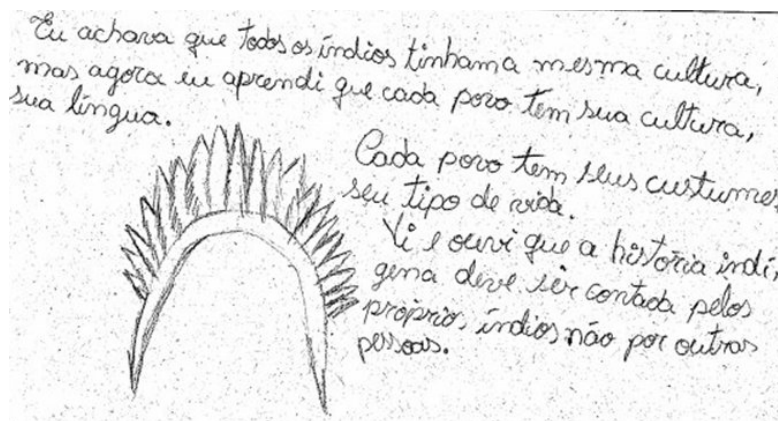 Eu achava que todos os índios tinham a mesma cultura,
mas agora eu aprendi que cada povo tem sua cultura,
sua língua.
Cada povo tem seus custumes
seu tipo de vida.
Vi e ouvi que a história indí-
gena deve ser contada pelos
próprios índios não por outras
pessoas.